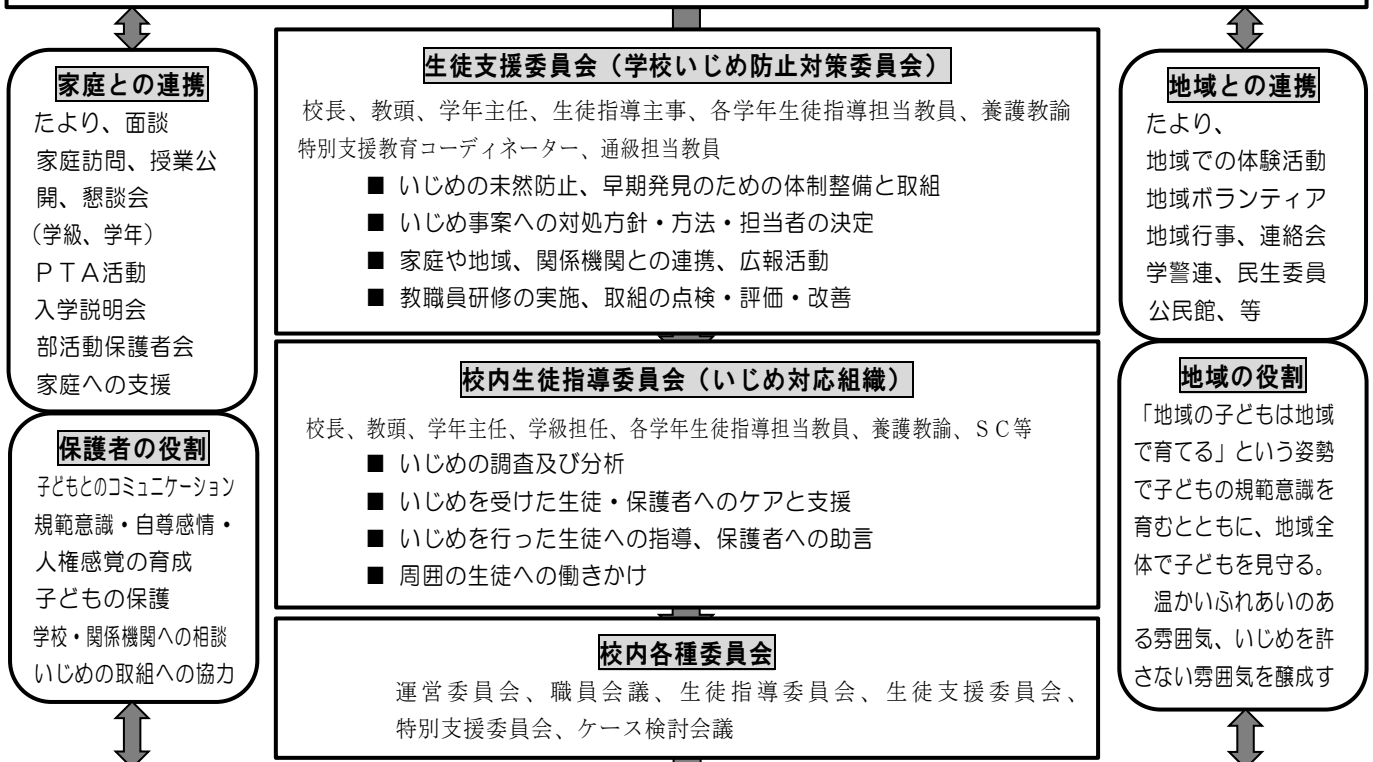 家庭との連携
たより、面談
家庭訪問、授業公
開、懇談会
（学級、学年）
ＰＴＡ活動
入学説明会
部活動保護者会
家庭への支援
保護者の役割
子どもとのコミュニケーション
規範意識・自尊感情・
人権感覚の育成
子どもの保護
学校・関係機関への相談
いじめの取組への協力
生徒支援委員会（学校いじめ防止対策委員会）
校長、教頭、学年主任、生徒指導主事、各学年生徒指導担当教員、養護教諭
特別支援教育コーディネーター、通級担当教員
■ いじめの未然防止、早期発見のための体制整備と取組
■ いじめ事案への対処方針・方法・担当者の決定
■ 家庭や地域、関係機関との連携、広報活動
■ 教職員研修の実施、取組の点検・評価・改善
校内生徒指導委員会（いじめ対応組織）
校長、教頭、学年主任、学級担任、各学年生徒指導担当教員、養護教諭、ＳＣ等
■ いじめの調査及び分析
■ いじめを受けた生徒・保護者へのケアと支援
■ いじめを行った生徒への指導、保護者への助言
■ 周囲の生徒への働きかけ
校内各種委員会
運営委員会、職員会議、生徒指導委員会、生徒支援委員会、
特別支援委員会、ケース検討会議
地域との連携
たより、
地域での体験活動
地域ボランティア
地域行事、連絡会
学警連、民生委員
公民館、等
地域の役割
「地域の子どもは地域
で育てる」という姿勢
で子どもの規範意識を
育むとともに、地域全
体で子どもを見守る。
温かいふれあいのあ
る雰囲気、いじめを許
さない雰囲気を醸成す